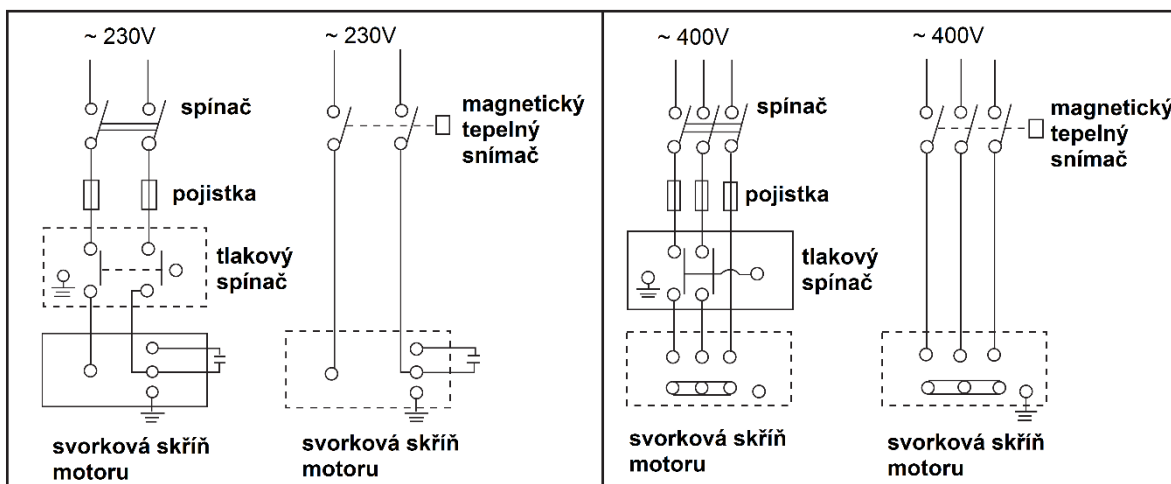 ~ 230V
spínač
pojistka
tlakový
spínač
svorková skříň
motoru
~ 230V
magnetický
tepelný
snímač
svorková skříň
motoru
~ 400V
spínač
pojistka
tlakový
spínač
svorková skříň
motoru
~ 400V
magnetický
tepelný
snímač
svorková skříň
motoru